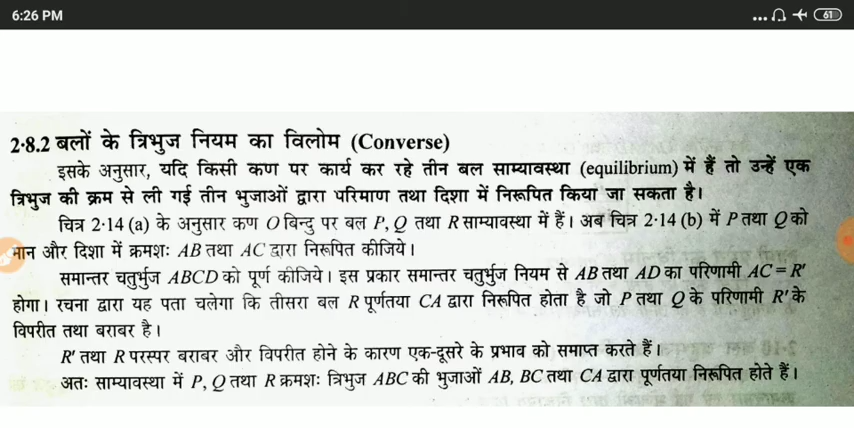 6:26 PM
61
2·8.2 बलों के त्रिभुज नियम का विलोम (Converse)
इसके अनुसार, यदि किसी कण पर कार्य कर रहे तीन बल साम्यावस्था (equilibrium) में हैं तो उन्हें एक
त्रिभुज की क्रम से ली गई तीन भुजाओं द्वारा परिमाण तथा दिशा में निरूपित किया जा सकता है।
चित्र 2·14 (a) के अनुसार कण O बिन्दु पर बल P, Q तथा R साम्यावस्था में हैं। अब चित्र 2·14 (b) में P तथा Q को
मान और दिशा में क्रमशः AB तथा AC द्वारा निरूपित कीजिये।
समान्तर चतुर्भुज ABCD को पूर्ण कीजिये। इस प्रकार समान्तर चतुर्भुज नियम से AB तथा AD का परिणामी AC = R′
होगा। रचना द्वारा यह पता चलेगा कि तीसरा बल R पूर्णतया CA द्वारा निरूपित होता है जो P तथा Q के परिणामी R′ के
विपरीत तथा बराबर है।
R′ तथा R परस्पर बराबर और विपरीत होने के कारण एक-दूसरे के प्रभाव को समाप्त करते हैं।
अतः साम्यावस्था में P, Q तथा R क्रमशः त्रिभुज ABC की भुजाओं AB, BC तथा CA द्वारा पूर्णतया निरूपित होते हैं।